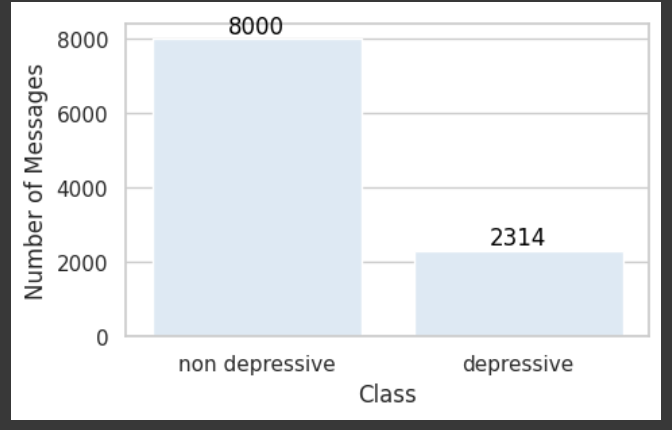 8000
8000
6000
Number of Messages
4000
2314
2000
0
non depressive
depressive
Class